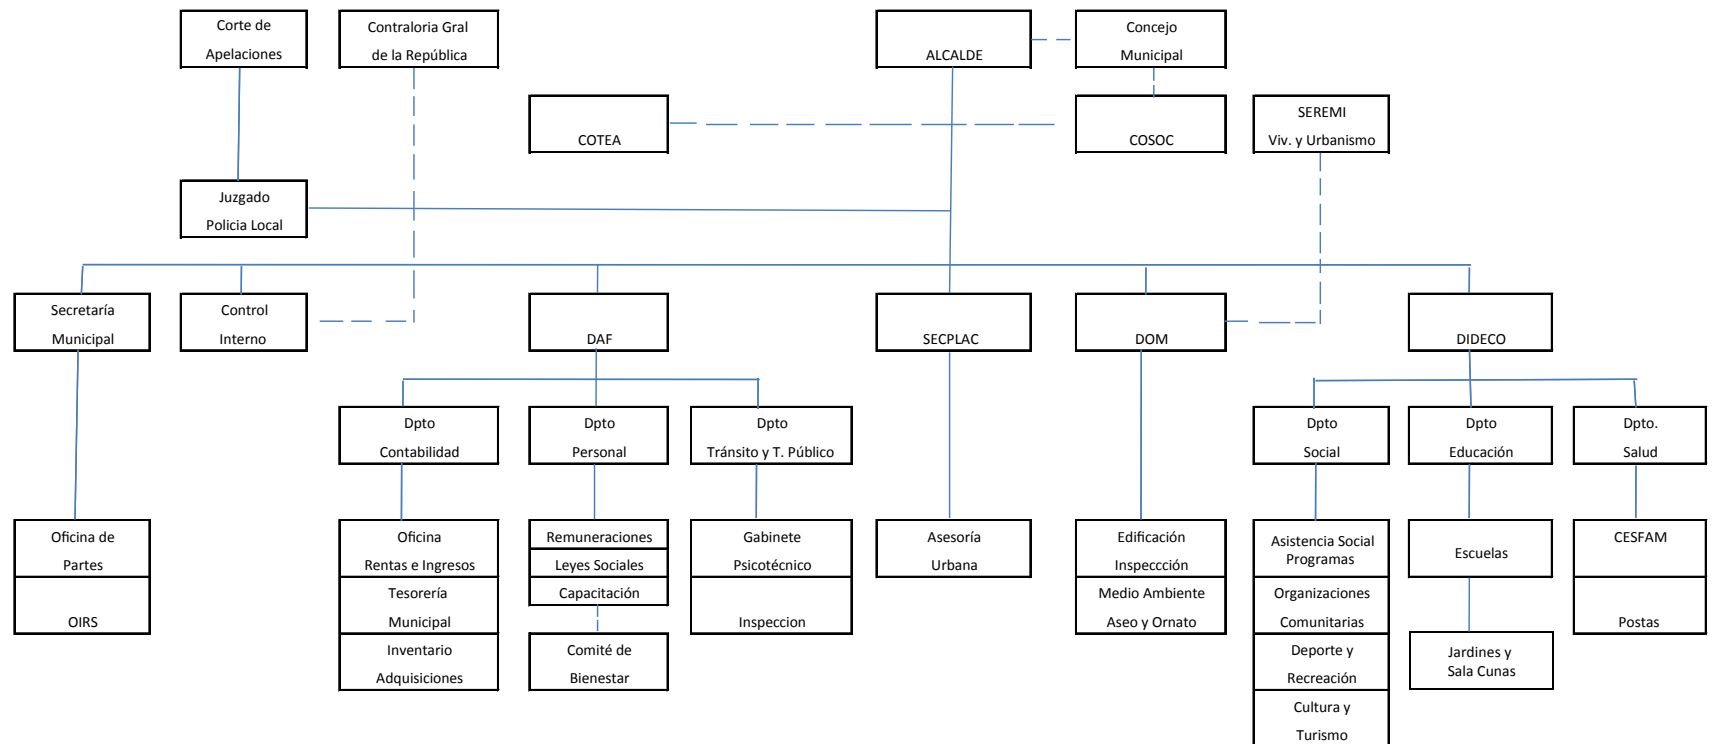 Corte de
Apelaciones
Contraloria Gral
de la República
ALCALDE
Concejo
Municipal
COTEA
COSOC
SEREMI
Viv. y Urbanismo
Juzgado
Policia Local
Secretaría
Municipal
Control
Interno
DAF
SECPLAC
DOM
DIDECO
Dpto
Contabilidad
Dpto
Personal
Dpto
Tránsito y T. Público
Dpto
Social
Dpto
Educación
Dpto.
Salud
Oficina de
Partes
OIRS
Oficina
Rentas e Ingresos
Tesorería
Municipal
Inventario
Adquisiciones
Remuneraciones
Leyes Sociales
Capacitación
Comité de
Bienestar
Gabinete
Psicotécnico
Inspeccion
Asesoría
Urbana
Edificación
Inspeccción
Medio Ambiente
Aseo y Ornato
Asistencia Social
Programas
Organizaciones
Comunitarias
Deporte y
Recreación
Cultura y
Turismo
Escuelas
Jardines y
Sala Cunas
CESFAM
Postas